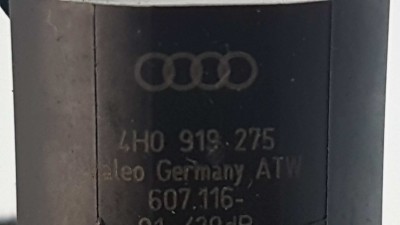 4H0 919 275
aleo Germany ATW
607.116-